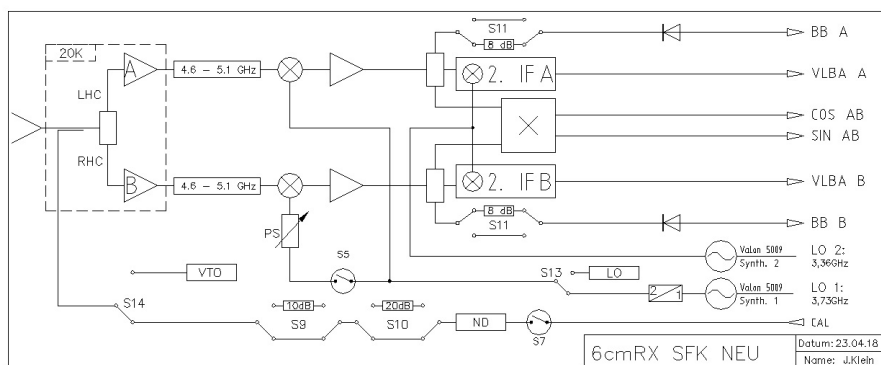 S11
8 dB
BB A
20K
A
4.6 – 5.1 GHz
2. IF A
VLBA A
LHC
COS AB
SIN AB
RHC
B
4.6 – 5.1 GHz
2. IF B
VLBA B
PS
8 dB
S11
BB B
S5
Valon 5009
Synth. 2
LO 2:
3,36GHz
VTO
S13
LO
S14
10dB
20dB
2
1
Valon 5009
Synth. 1
LO 1:
3,73GHz
S9
S10
ND
S7
CAL
6cmRX SFK NEU
Datum: 23.04.18
Name: J.Klein